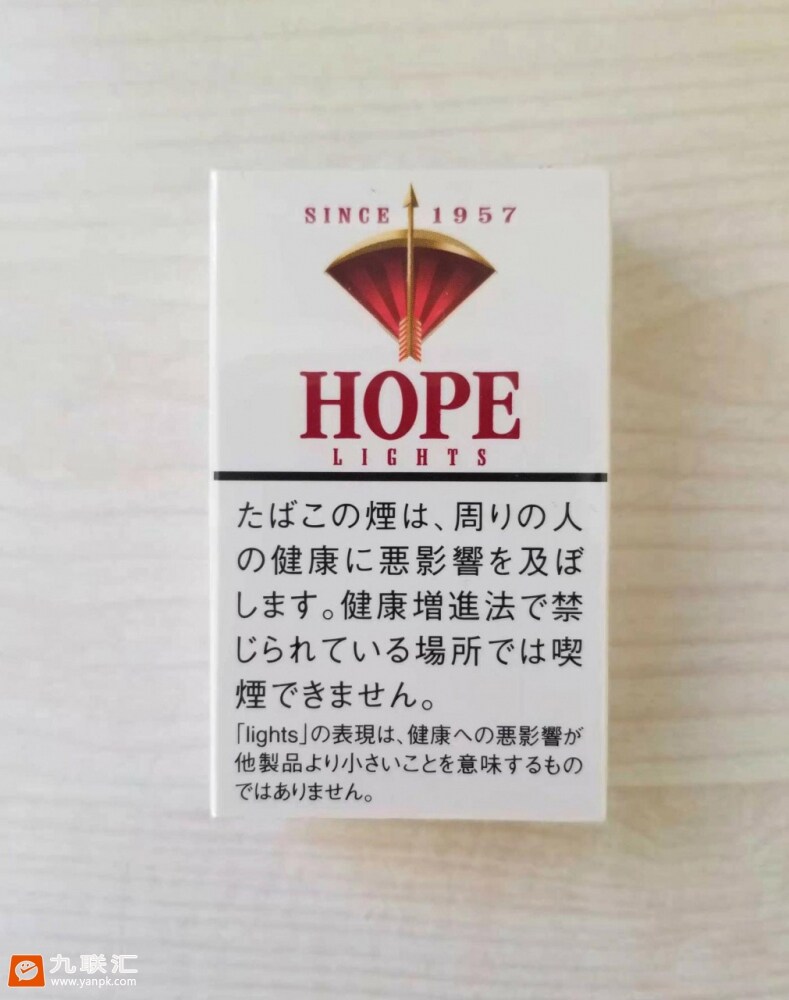 SINCE 1957
HOPE
LIGHTS
たばこの煙は、周りの人
の健康に悪影響を及ぼ
します。健康増進法で禁
じられている場所では喫
煙できません。
「lights」の表現は、健康への悪影響が
他製品より小さいことを意味するもの
ではありません。
九联汇
www.yanpk.com